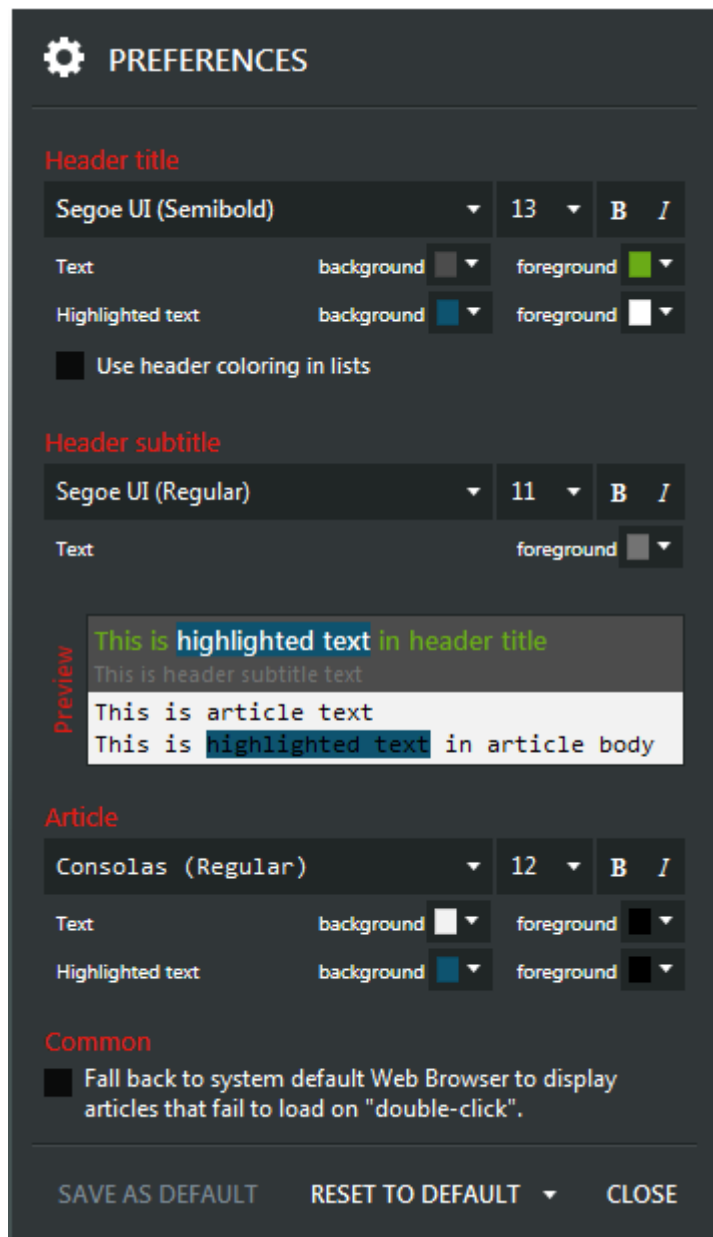 PREFERENCES
Header title
Segoe UI (Semibold) 13 B I
Text background foreground
Highlighted text background foreground
Use header coloring in lists
Header subtitle
Segoe UI (Regular) 11 B I
Text foreground
Preview
This is highlighted text in header title
This is header subtitle text
This is article text
This is highlighted text in article body
Article
Consolas (Regular) 12 B I
Text background foreground
Highlighted text background foreground
Common
Fall back to system default Web Browser to display
articles that fail to load on "double-click".
SAVE AS DEFAULT RESET TO DEFAULT CLOSE